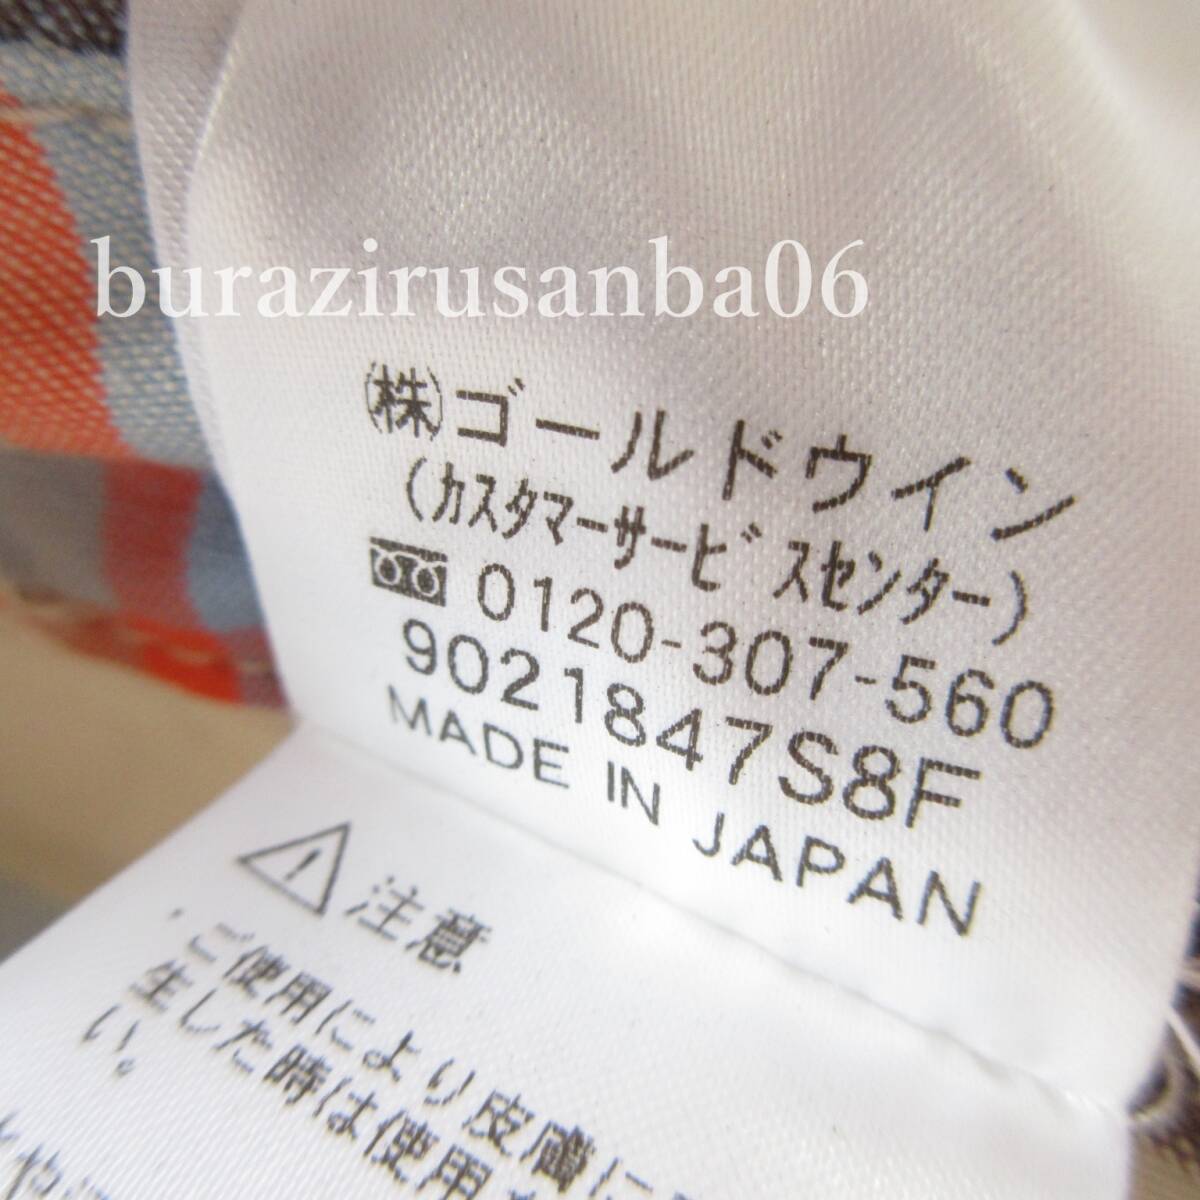 burazirusanba06
㈱ゴールドウイン
(カスタマーサービスセンター)
0120-307-560
9021847S8F
MADE IN JAPAN
注意
・ご使用により皮膚に
生した時は使用
い。